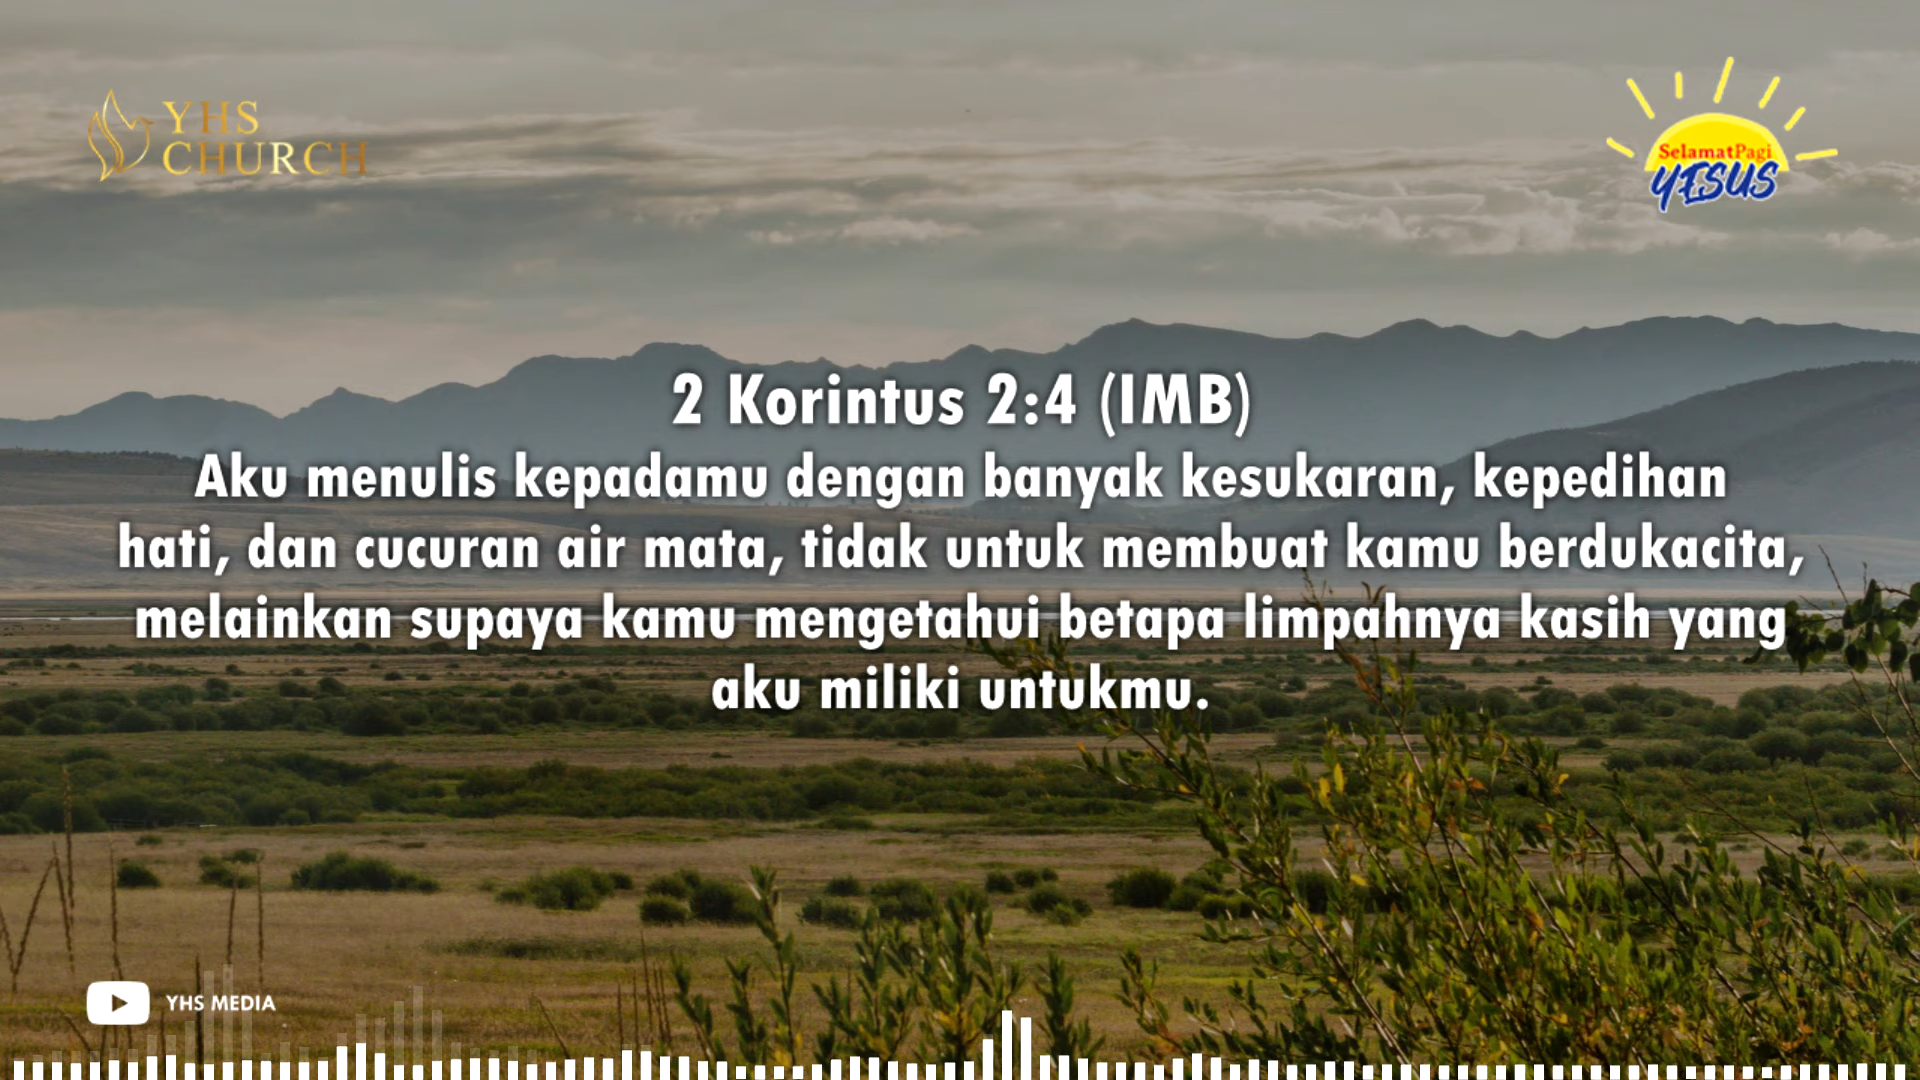 YHS
CHURCH
SelamatPagi
YESUS
2 Korintus 2:4 (IMB)
Aku menulis kepadamu dengan banyak kesukaran, kepedihan
hati, dan cucuran air mata, tidak untuk membuat kamu berdukacita,
melainkan supaya kamu mengetahui betapa limpahnya kasih yang
aku miliki untukmu.
YHS MEDIA